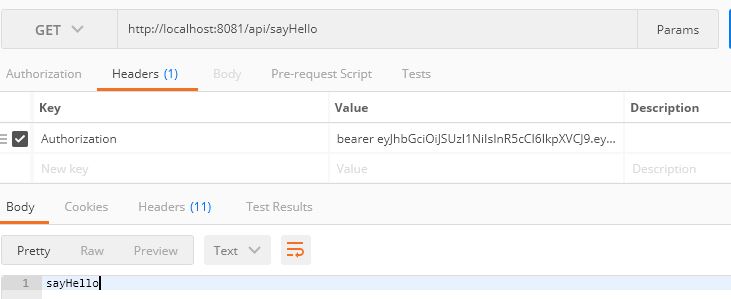 GET http://localhost:8081/api/sayHello Params
Authorization Headers (1) Body Pre-request Script Tests
Key Value Description
Authorization bearer eyJhbGciOiJSUzI1NiIsInR5cCI6IkpXVCJ9.ey...
New key Value Description
Body Cookies Headers (11) Test Results
Pretty Raw Preview Text
1 sayHello